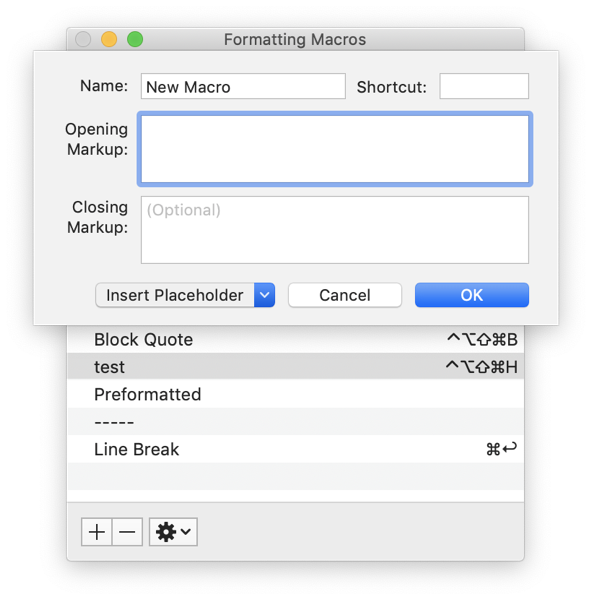 Formatting Macros
Name: New Macro Shortcut:
Opening
Markup:
Closing
Markup:
(Optional)
Insert Placeholder Cancel OK
Block Quote ^⌥⇧⌘B
test ^⌥⇧⌘H
Preformatted
-----
Line Break ⌘↩